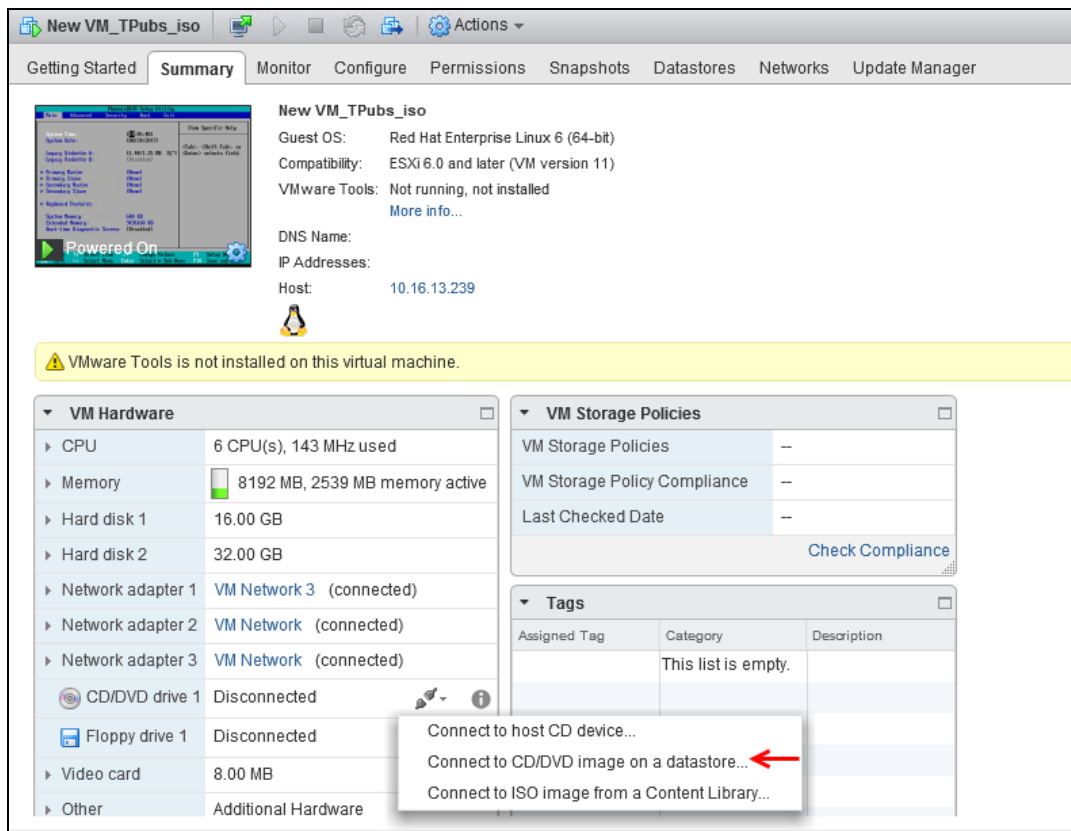 New VM_TPubs_iso Actions
Getting Started Summary Monitor Configure Permissions Snapshots Datastores Networks Update Manager
New VM_TPubs_iso
Guest OS: Red Hat Enterprise Linux 6 (64-bit)
Compatibility: ESXi 6.0 and later (VM version 11)
VMware Tools: Not running, not installed
More info...
DNS Name:
IP Addresses:
Host: 10.16.13.239
Powered On
VMware Tools is not installed on this virtual machine.
VM Hardware
CPU 6 CPU(s), 143 MHz used
Memory 8192 MB, 2539 MB memory active
Hard disk 1 16.00 GB
Hard disk 2 32.00 GB
Network adapter 1 VM Network 3 (connected)
Network adapter 2 VM Network (connected)
Network adapter 3 VM Network (connected)
CD/DVD drive 1 Disconnected
Floppy drive 1 Disconnected
Video card 8.00 MB
Other Additional Hardware
VM Storage Policies
VM Storage Policies --
VM Storage Policy Compliance --
Last Checked Date --
Check Compliance
Tags
Assigned Tag Category Description
This list is empty.
Connect to host CD device...
Connect to CD/DVD image on a datastore...
Connect to ISO image from a Content Library...